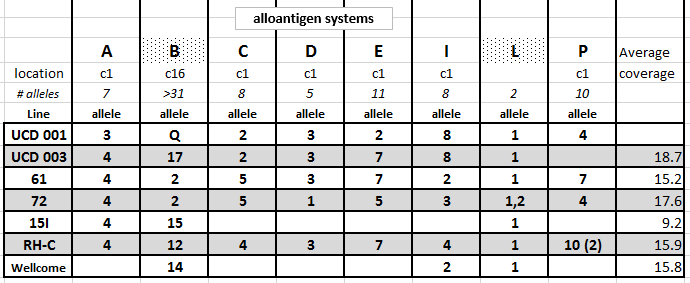 alloantigen systems
A B C D E I L P Average
location c1 c16 c1 c1 c1 c1 c1 coverage
# alleles 7 >31 8 5 11 8 2 10
Line allele allele allele allele allele allele allele allele
UCD 001 3 Q 2 3 2 8 1 4
UCD 003 4 17 2 3 7 8 1 18.7
61 4 2 5 3 7 2 1 7 15.2
72 4 2 5 1 5 3 1,2 4 17.6
15I 4 15 1 9.2
RH-C 4 12 4 3 7 4 1 10 (2) 15.9
Wellcome 14 2 1 15.8